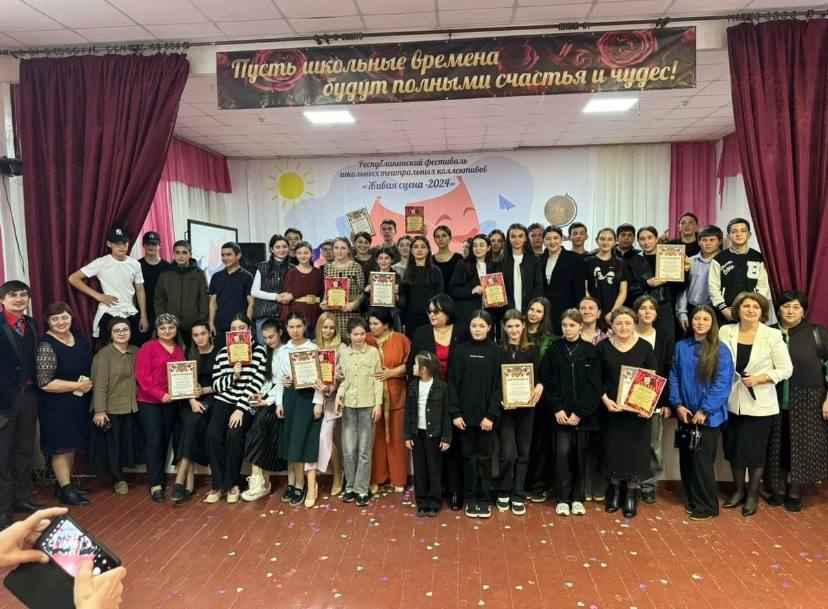 Пусть школьные времена
будут полными счастья и чудес!
Республиканский фестиваль
школьных театральных коллективов
«Живая сцена -2024»